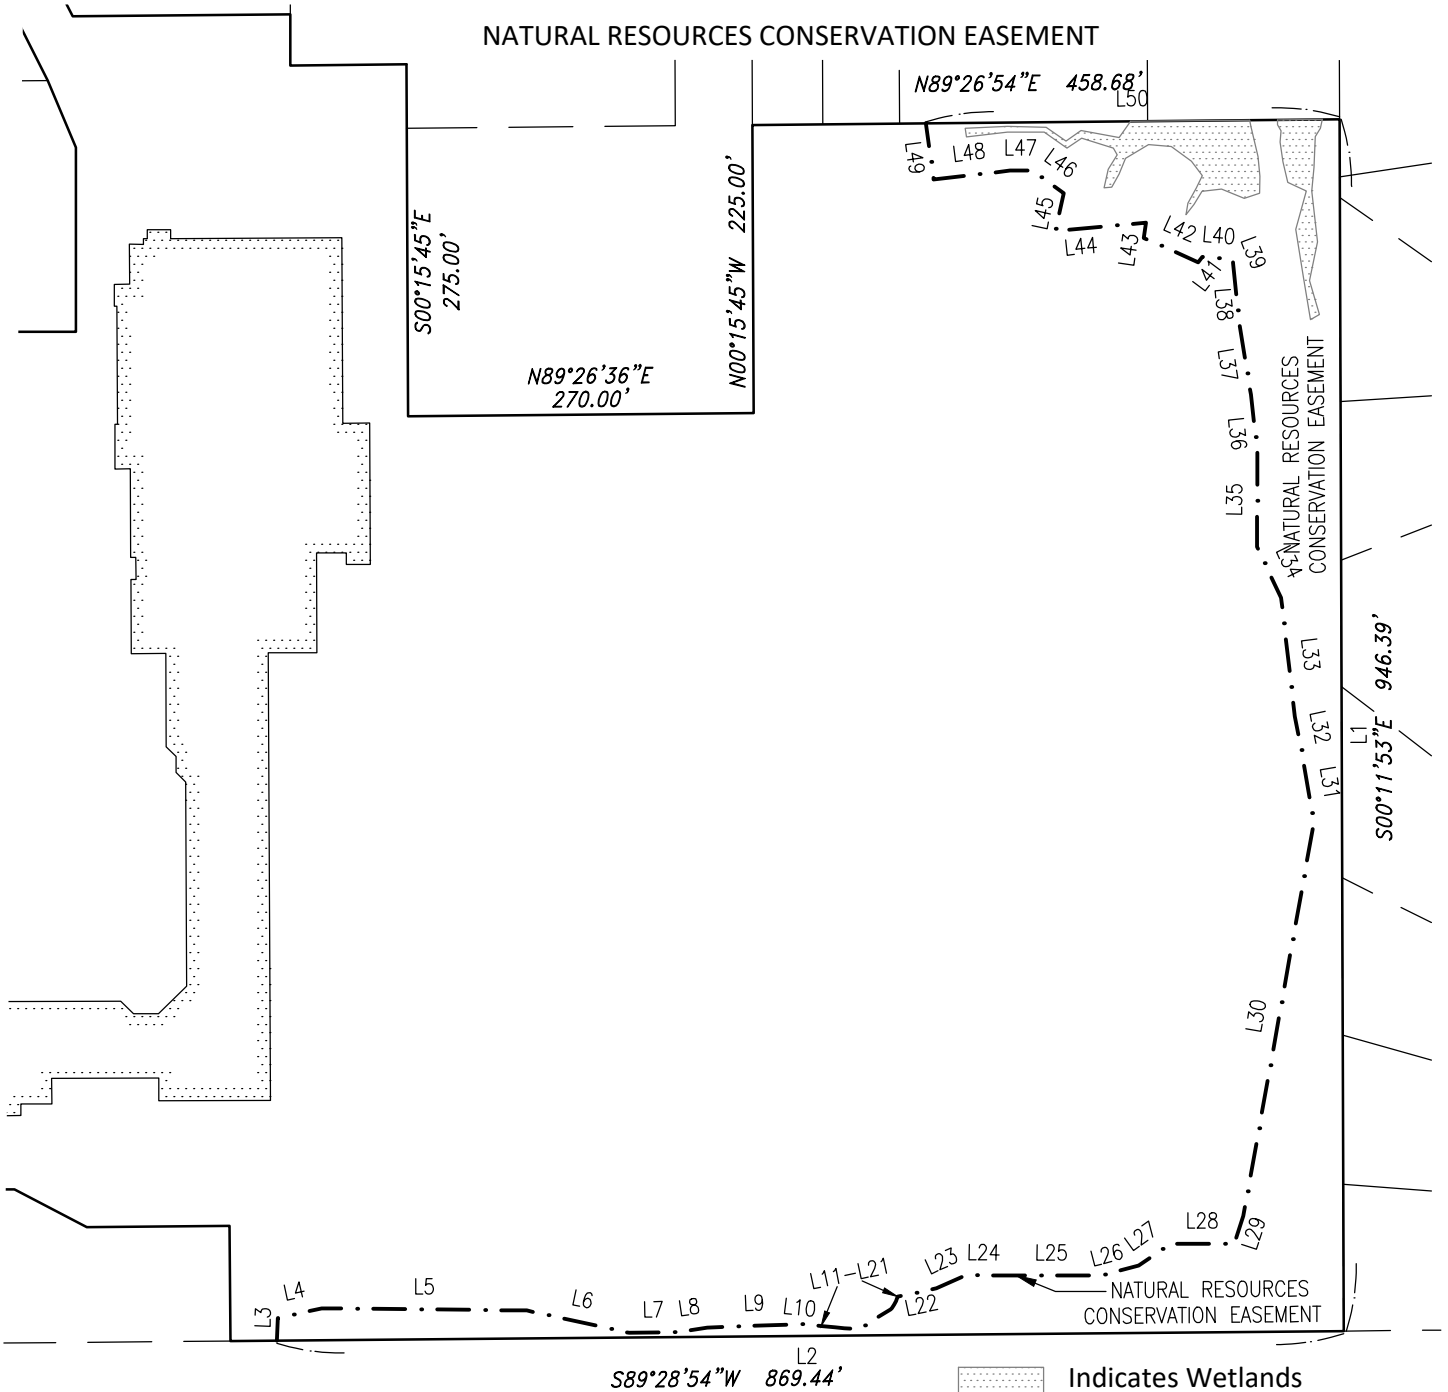 NATURAL RESOURCES CONSERVATION EASEMENT
N89°26'54"E 458.68'
L50
L49
L48
L47
L46
L45
L44
L43
L42
L41
L40
L39
L38
L37
L36
L35
L34
S00°15'45"E
275.00'
N00°15'45"W 225.00'
N89°26'36"E
270.00'
NATURAL RESOURCES
CONSERVATION EASEMENT
L33
L32
L31
L1
S00°11'53"E 946.39'
L30
L29
L28
L27
L26
L25
L24
L23
L22
L11-L21
L10
L9
L8
L7
L6
L5
L4
L3
NATURAL RESOURCES
CONSERVATION EASEMENT
L2
S89°28'54"W 869.44'
Indicates Wetlands